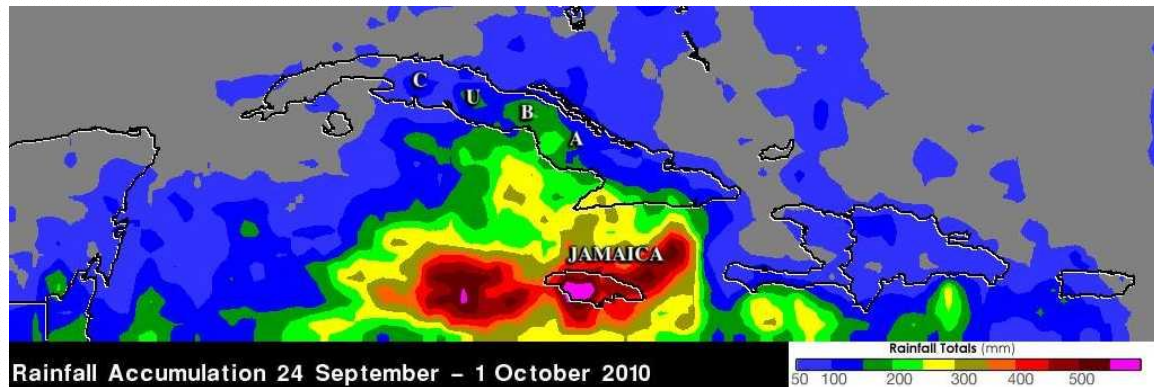 C U B A
JAMAICA
Rainfall Accumulation 24 September – 1 October 2010
Rainfall Totals (mm)
50 100 200 300 400 500